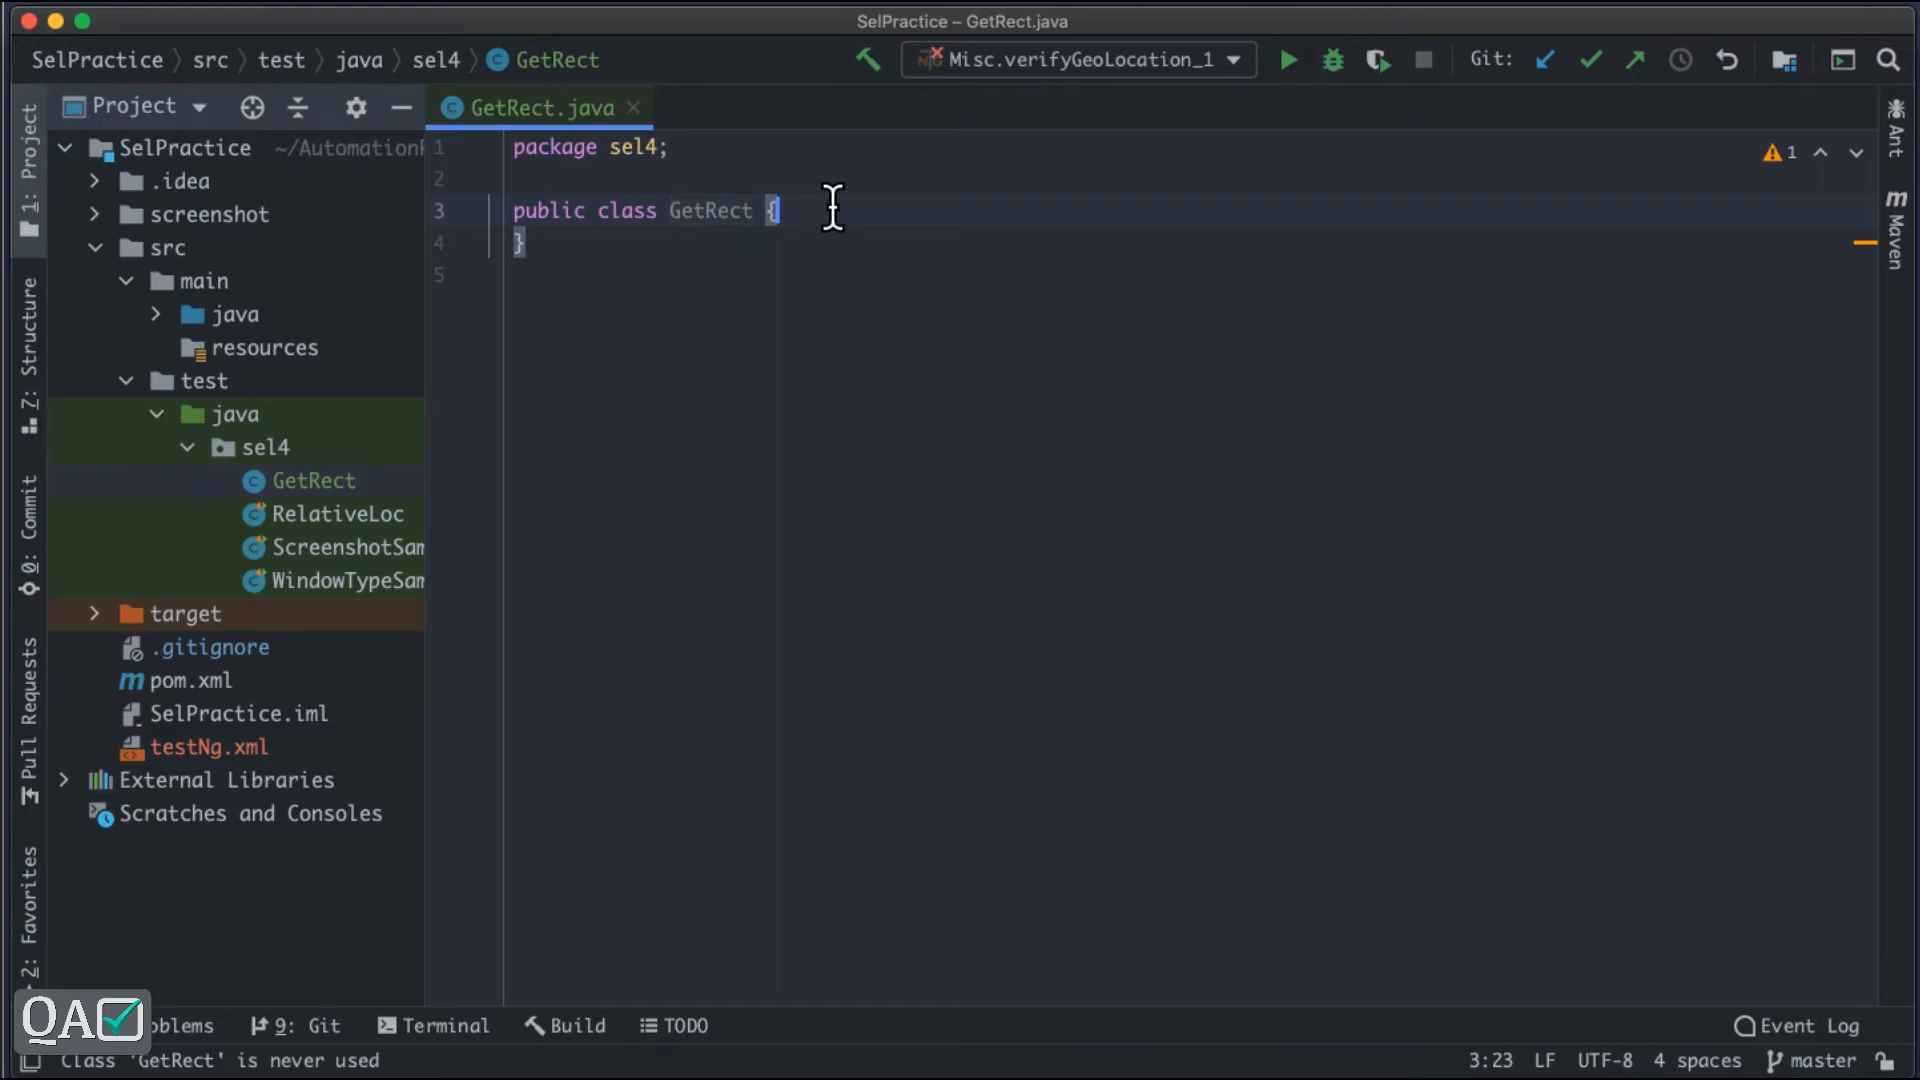 SelPractice – GetRect.java
SelPractice 〉 src 〉 test 〉 java 〉 sel4 〉 GetRect
Misc.verifyGeoLocation_1
Git:
Project
GetRect.java
1: Project
Z: Structure
0: Commit
Pull Requests
2: Favorites
SelPractice ~/AutomationP
.idea
screenshot
src
main
java
resources
test
java
sel4
GetRect
RelativeLoc
ScreenshotSam
WindowTypeSam
target
.gitignore
pom.xml
SelPractice.iml
testNg.xml
External Libraries
Scratches and Consoles
1 package sel4;
2
3 public class GetRect {
4 }
5
1
Ant
m Maven
QA
oblems
9: Git
Terminal
Build
TODO
Event Log
Class 'GetRect' is never used
3:23 LF UTF-8 4 spaces master